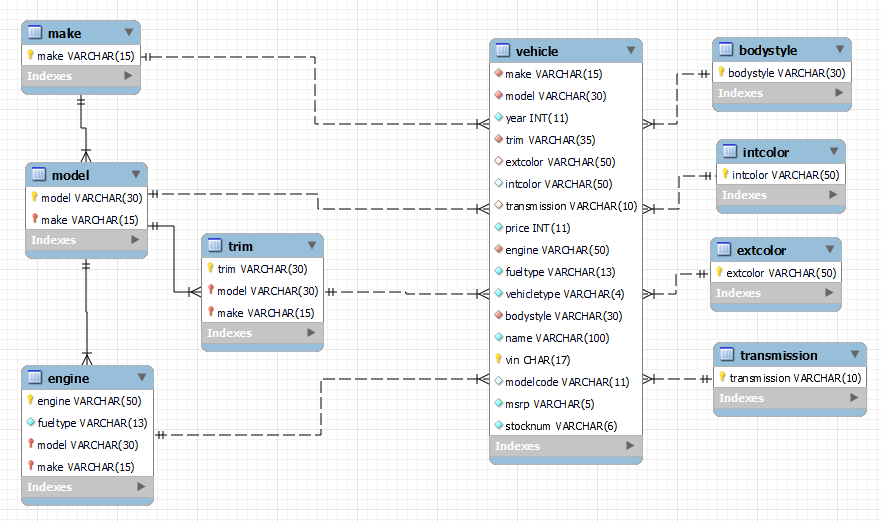 make
make VARCHAR(15)
Indexes
model
model VARCHAR(30)
make VARCHAR(15)
Indexes
trim
trim VARCHAR(30)
model VARCHAR(30)
make VARCHAR(15)
Indexes
engine
engine VARCHAR(50)
fueltype VARCHAR(13)
model VARCHAR(30)
make VARCHAR(15)
Indexes
vehicle
make VARCHAR(15)
model VARCHAR(30)
year INT(11)
trim VARCHAR(35)
extcolor VARCHAR(50)
intcolor VARCHAR(50)
transmission VARCHAR(10)
price INT(11)
engine VARCHAR(50)
fueltype VARCHAR(13)
vehicletype VARCHAR(4)
bodystyle VARCHAR(30)
name VARCHAR(100)
vin CHAR(17)
modelcode VARCHAR(11)
msrp VARCHAR(5)
stocknum VARCHAR(6)
Indexes
bodystyle
bodystyle VARCHAR(30)
Indexes
intcolor
intcolor VARCHAR(50)
Indexes
extcolor
extcolor VARCHAR(50)
Indexes
transmission
transmission VARCHAR(10)
Indexes